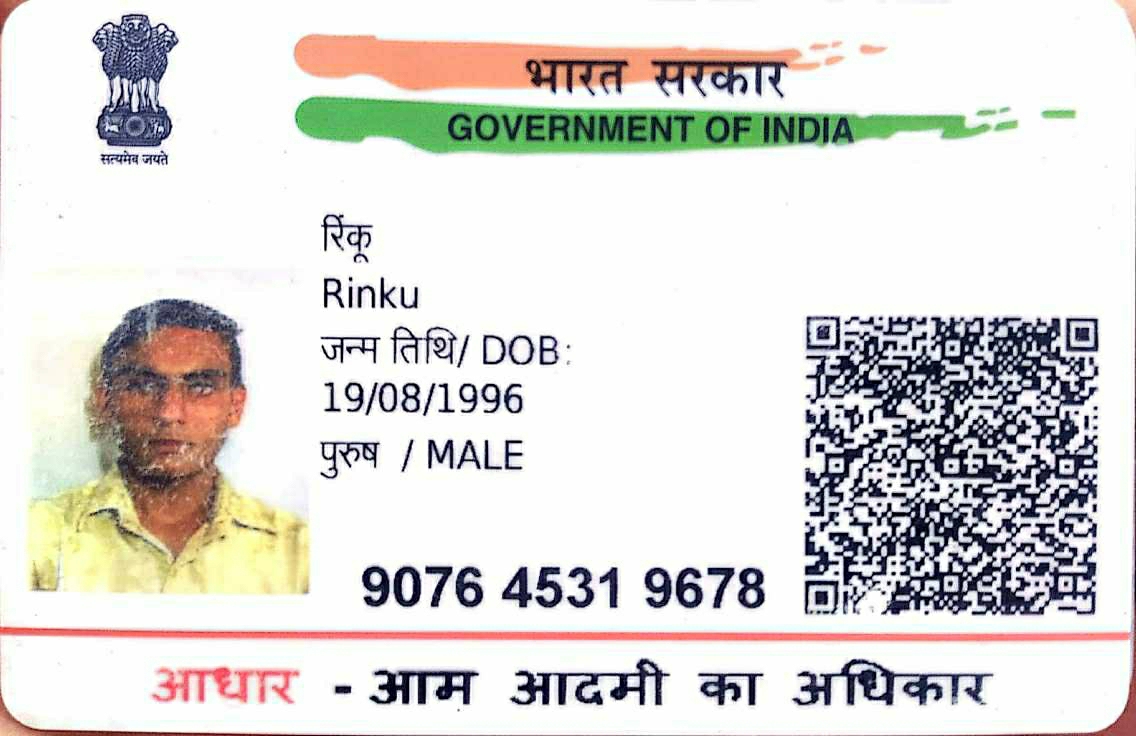 भारत सरकार
GOVERNMENT OF INDIA
सत्यमेव जयते
रिंकू
Rinku
जन्म तिथि/ DOB:
19/08/1996
पुरुष / MALE
9076 4531 9678
आधार - आम आदमी का अधिकार